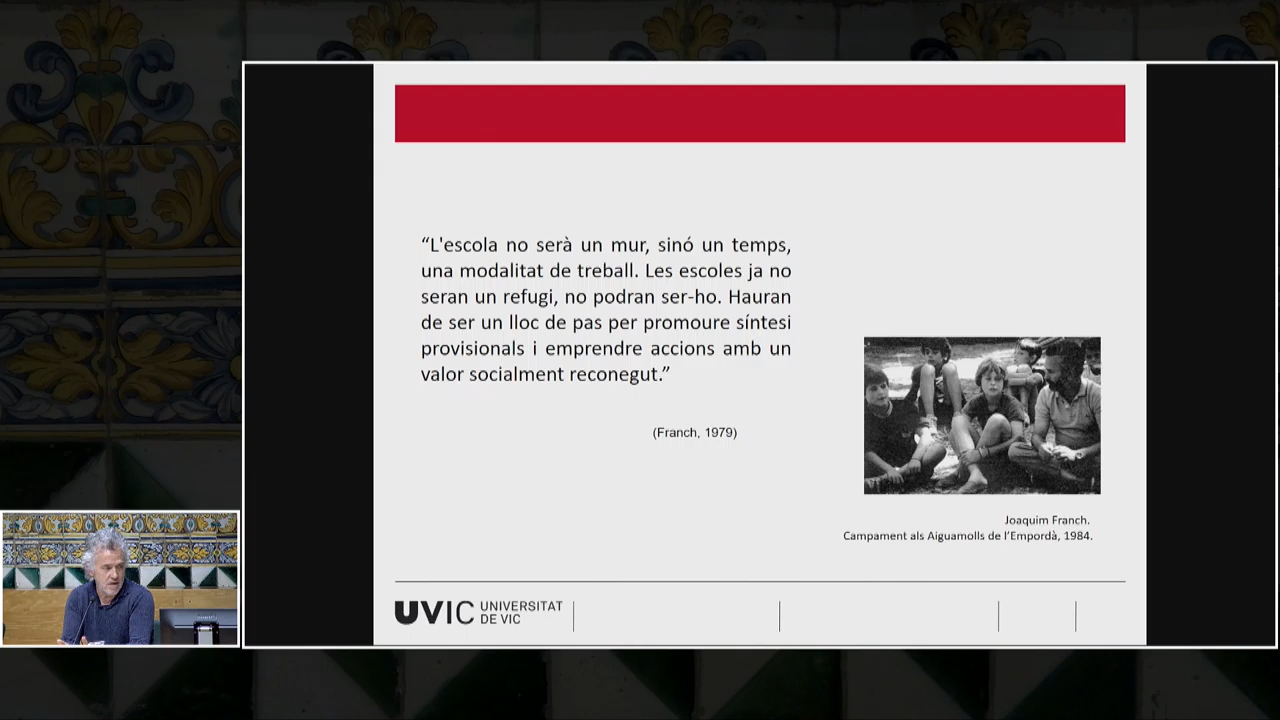 “L'escola no serà un mur, sinó un temps,
una modalitat de treball. Les escoles ja no
seran un refugi, no podran ser-ho. Hauran
de ser un lloc de pas per promoure síntesi
provisionals i emprendre accions amb un
valor socialment reconegut.”
(Franch, 1979)
Joaquim Franch.
Campament als Aiguamolls de l’Empordà, 1984.
UVIC UNIVERSITAT
DE VIC